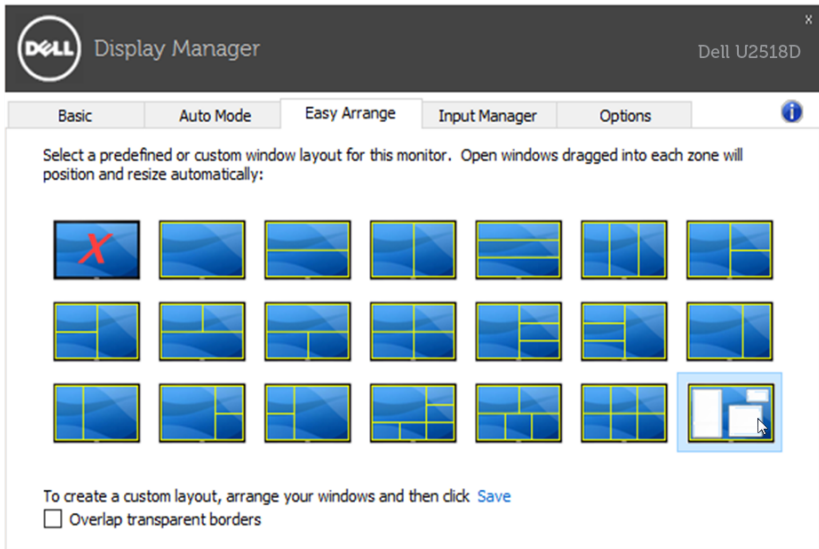 x
DELL Display Manager
Dell U2518D
Basic Auto Mode Easy Arrange Input Manager Options i
Select a predefined or custom window layout for this monitor. Open windows dragged into each zone will
position and resize automatically:
X
To create a custom layout, arrange your windows and then click Save
Overlap transparent borders